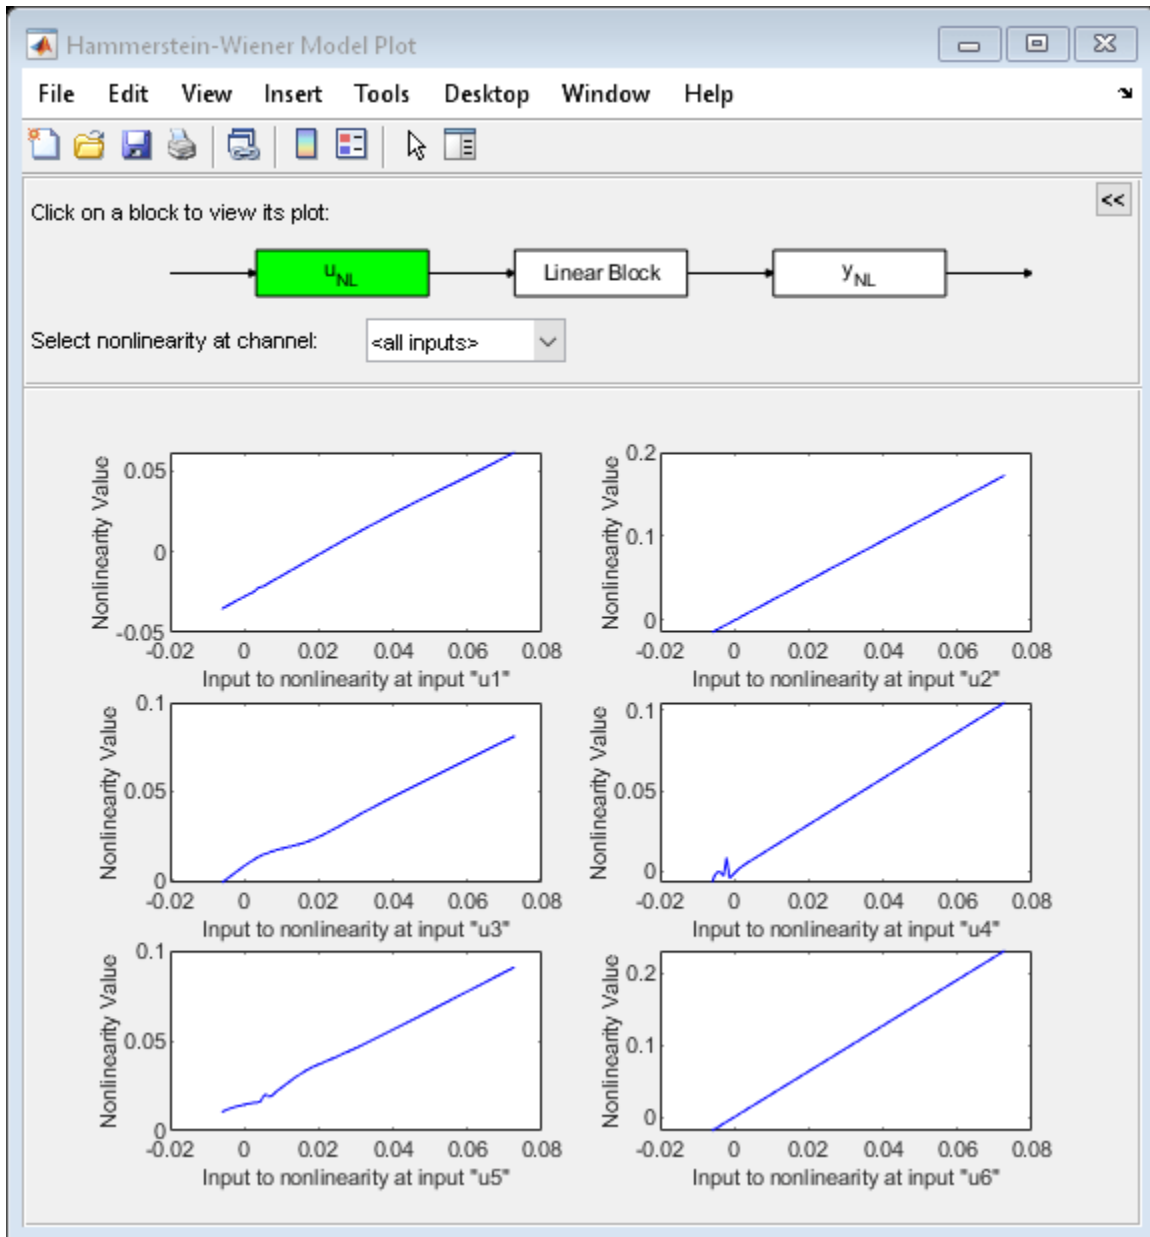 Hammerstein-Wiener Model Plot
File Edit View Insert Tools Desktop Window Help
Click on a block to view its plot:
<<
uNL Linear Block yNL
Select nonlinearity at channel: <all inputs>
Nonlinearity Value
0.05
0
-0.05
-0.02 0 0.02 0.04 0.06 0.08
Input to nonlinearity at input "u1"
Nonlinearity Value
0.2
0.1
0
-0.02 0 0.02 0.04 0.06 0.08
Input to nonlinearity at input "u2"
Nonlinearity Value
0.1
0.05
0
-0.02 0 0.02 0.04 0.06 0.08
Input to nonlinearity at input "u3"
Nonlinearity Value
0.1
0.05
0
-0.02 0 0.02 0.04 0.06 0.08
Input to nonlinearity at input "u4"
Nonlinearity Value
0.1
0.05
0
-0.02 0 0.02 0.04 0.06 0.08
Input to nonlinearity at input "u5"
Nonlinearity Value
0.2
0.1
0
-0.02 0 0.02 0.04 0.06 0.08
Input to nonlinearity at input "u6"